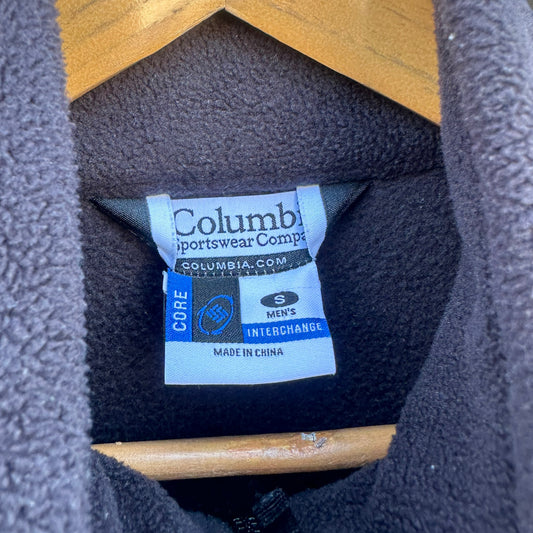 Columbi
Sportswear Compa
COLUMBIA.COM
CORE
S
MEN'S
INTERCHANGE
MADE IN CHINA